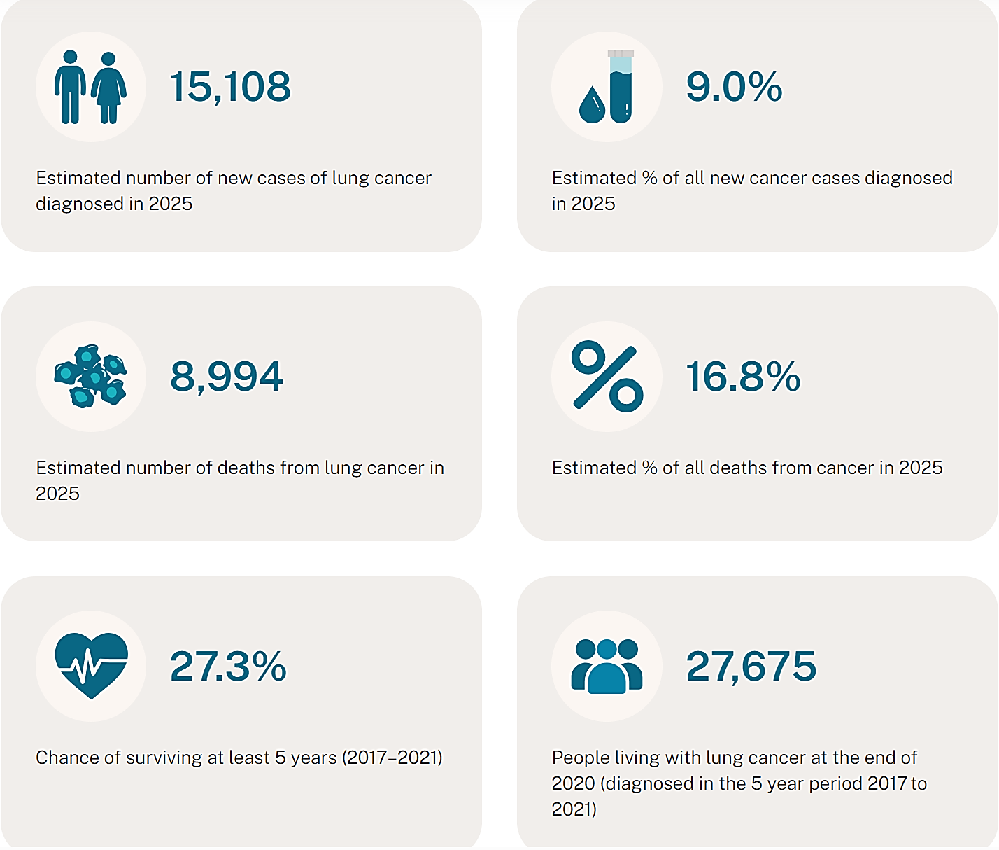 15,108
Estimated number of new cases of lung cancer
diagnosed in 2025
9.0%
Estimated % of all new cancer cases diagnosed
in 2025
8,994
Estimated number of deaths from lung cancer in
2025
16.8%
Estimated % of all deaths from cancer in 2025
27.3%
Chance of surviving at least 5 years (2017–2021)
27,675
People living with lung cancer at the end of
2020 (diagnosed in the 5 year period 2017 to
2021)